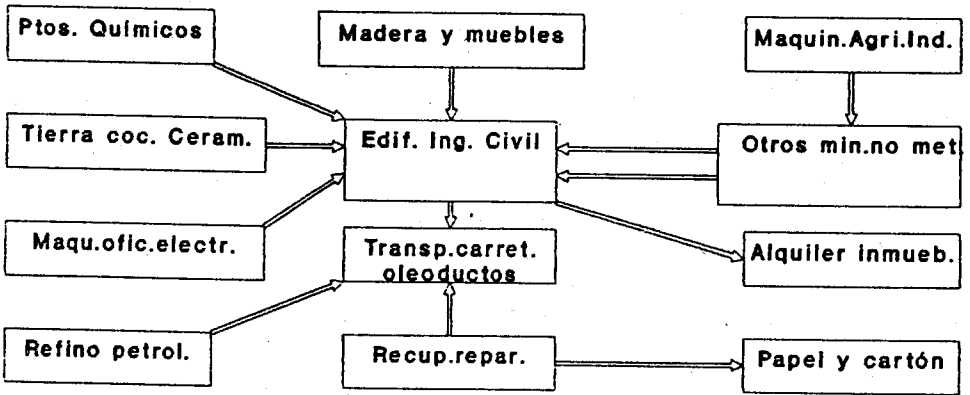 Ptos. Químicos
Madera y muebles
Maquin.Agri.Ind.
Tierra coc. Ceram.
Edif. Ing. Civil
Otros min.no met.
Maqu.ofic.electr.
Transp.carret.
oleoductos
Alquiler inmueb.
Refino petrol.
Recup.repar.
Papel y cartón